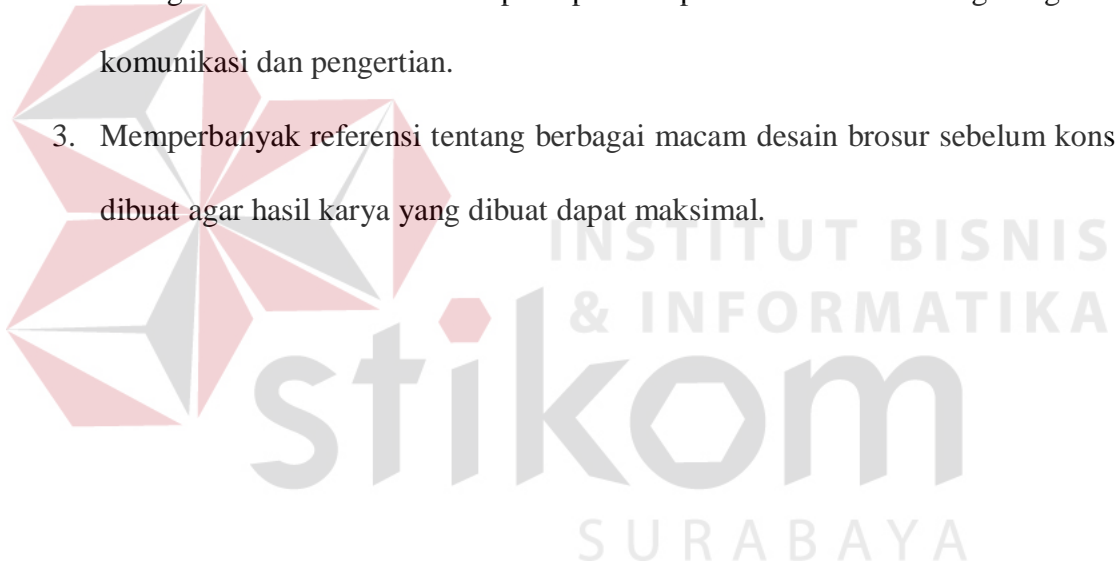 komunikasi dan pengertian.
3. Memperbanyak referensi tentang berbagai macam desain brosur sebelum kons
dibuat agar hasil karya yang dibuat dapat maksimal.
INSTITUT BISNIS
& INFORMATIKA
stikom
SURABAYA